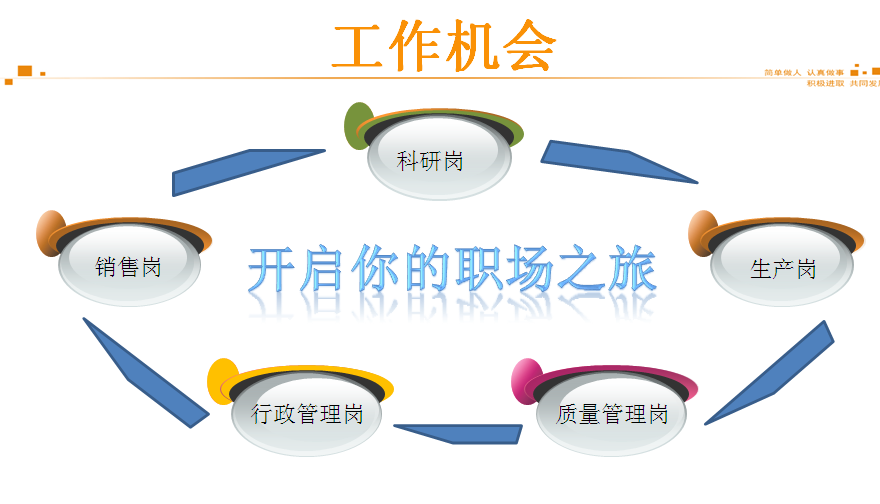 工作机会
简单做人 认真做事
积极进取 共同发展
科研岗
销售岗
开启你的职场之旅
生产岗
行政管理岗
质量管理岗